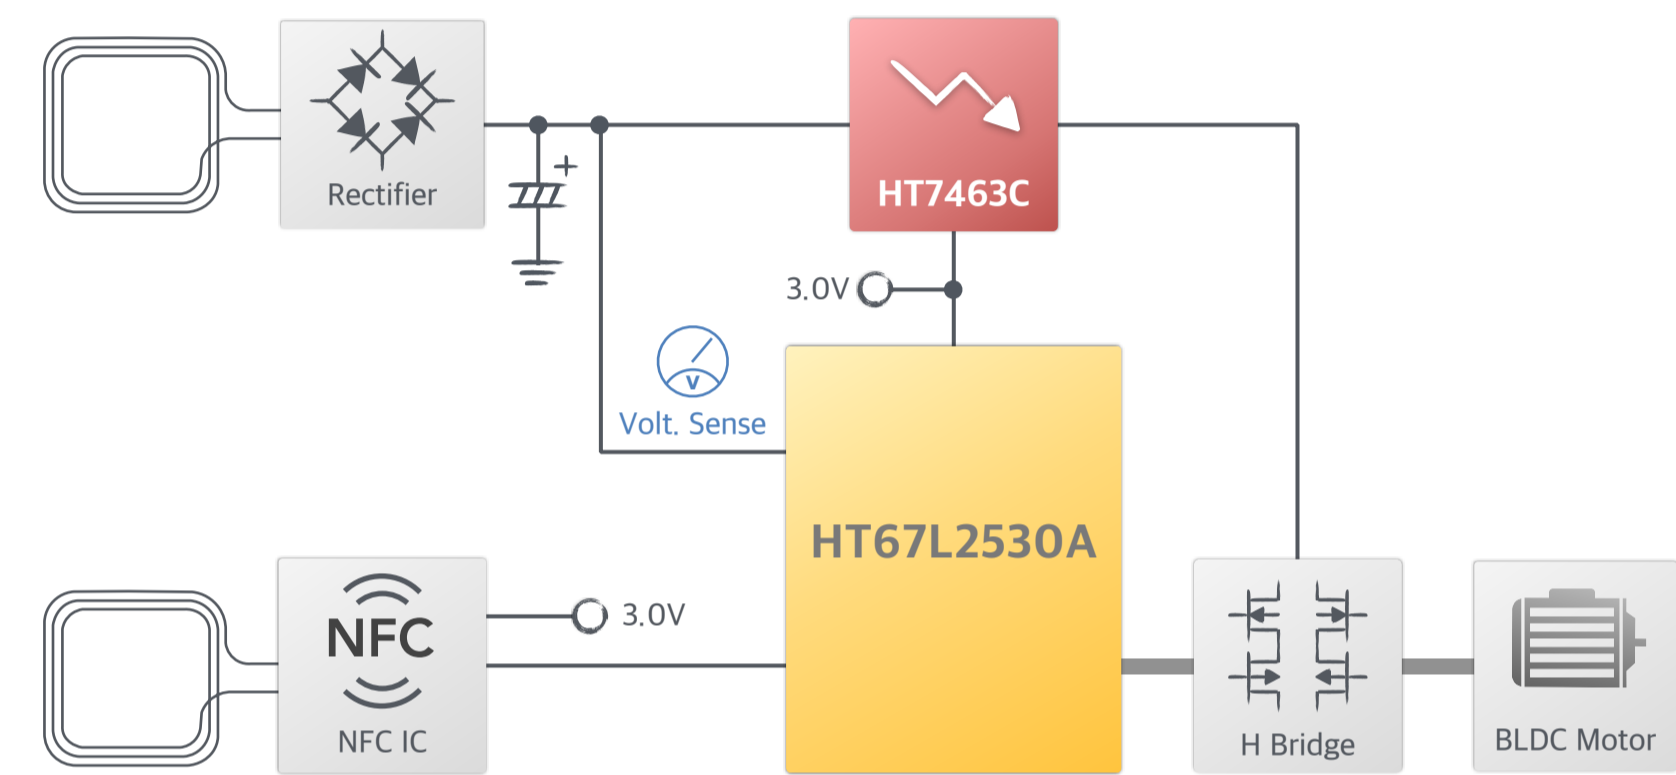 Rectifier
+
HT7463C
3.0V
V
Volt. Sense
HT67L2530A
NFC
3.0V
NFC IC
H Bridge
BLDC Motor